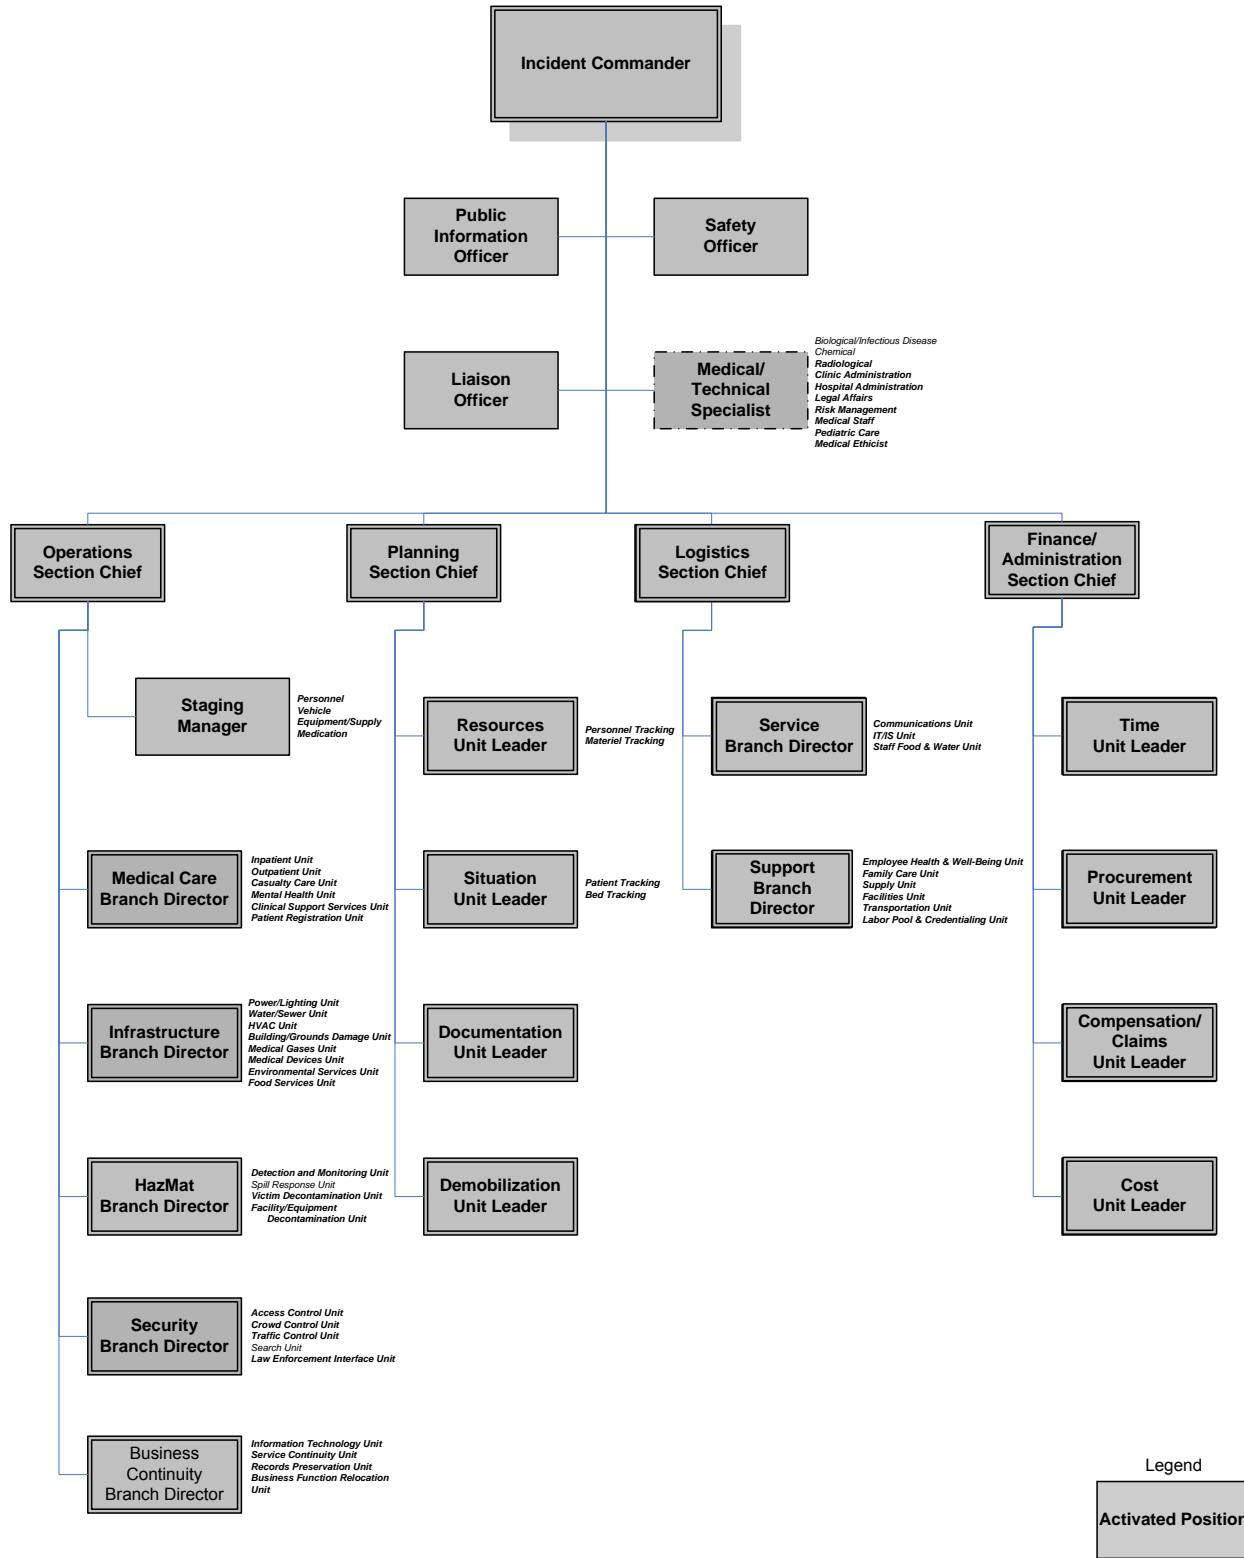 Incident Commander
Public
Information
Officer
Safety
Officer
Liaison
Officer
Medical/
Technical
Specialist
Biological/Infectious Disease
Chemical
Radiological
Clinic Administration
Hospital Administration
Legal Affairs
Risk Management
Medical Staff
Pediatric Care
Medical Ethicist
Operations
Section Chief
Planning
Section Chief
Logistics
Section Chief
Finance/
Administration
Section Chief
Staging
Manager
Personnel
Vehicle
Equipment/Supply
Medication
Resources
Unit Leader
Personnel Tracking
Materiel Tracking
Service
Branch Director
Communications Unit
IT/IS Unit
Staff Food & Water Unit
Time
Unit Leader
Medical Care
Branch Director
Inpatient Unit
Outpatient Unit
Casualty Care Unit
Mental Health Unit
Clinical Support Services Unit
Patient Registration Unit
Situation
Unit Leader
Patient Tracking
Bed Tracking
Support
Branch
Director
Employee Health & Well-Being Unit
Family Care Unit
Supply Unit
Facilities Unit
Transportation Unit
Labor Pool & Credentialing Unit
Procurement
Unit Leader
Infrastructure
Branch Director
Power/Lighting Unit
Water/Sewer Unit
HVAC Unit
Building/Grounds Damage Unit
Medical Gases Unit
Medical Devices Unit
Environmental Services Unit
Food Services Unit
Documentation
Unit Leader
Compensation/
Claims
Unit Leader
HazMat
Branch Director
Detection and Monitoring Unit
Spill Response Unit
Victim Decontamination Unit
Facility/Equipment
Decontamination Unit
Demobilization
Unit Leader
Cost
Unit Leader
Security
Branch Director
Access Control Unit
Crowd Control Unit
Traffic Control Unit
Search Unit
Law Enforcement Interface Unit
Business
Continuity
Branch Director
Information Technology Unit
Service Continuity Unit
Records Preservation Unit
Business Function Relocation
Unit
Legend
Activated Position